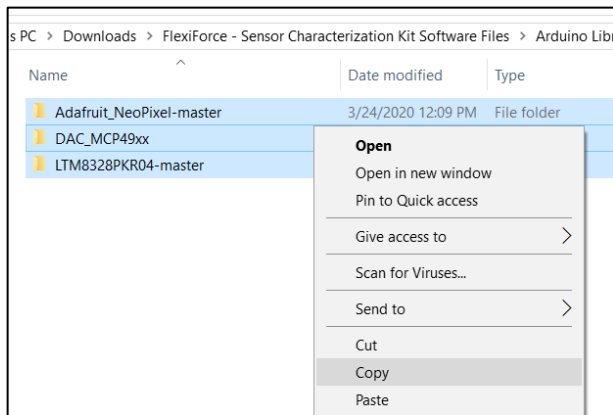 s PC > Downloads > FlexiForce - Sensor Characterization Kit Software Files > Arduino Libr
Name Date modified Type
Adafruit_NeoPixel-master 3/24/2020 12:09 PM File folder
DAC_MCP49xx
LTM8328PKR04-master
Open
Open in new window
Pin to Quick access
Give access to
Scan for Viruses...
Send to
Cut
Copy
Paste